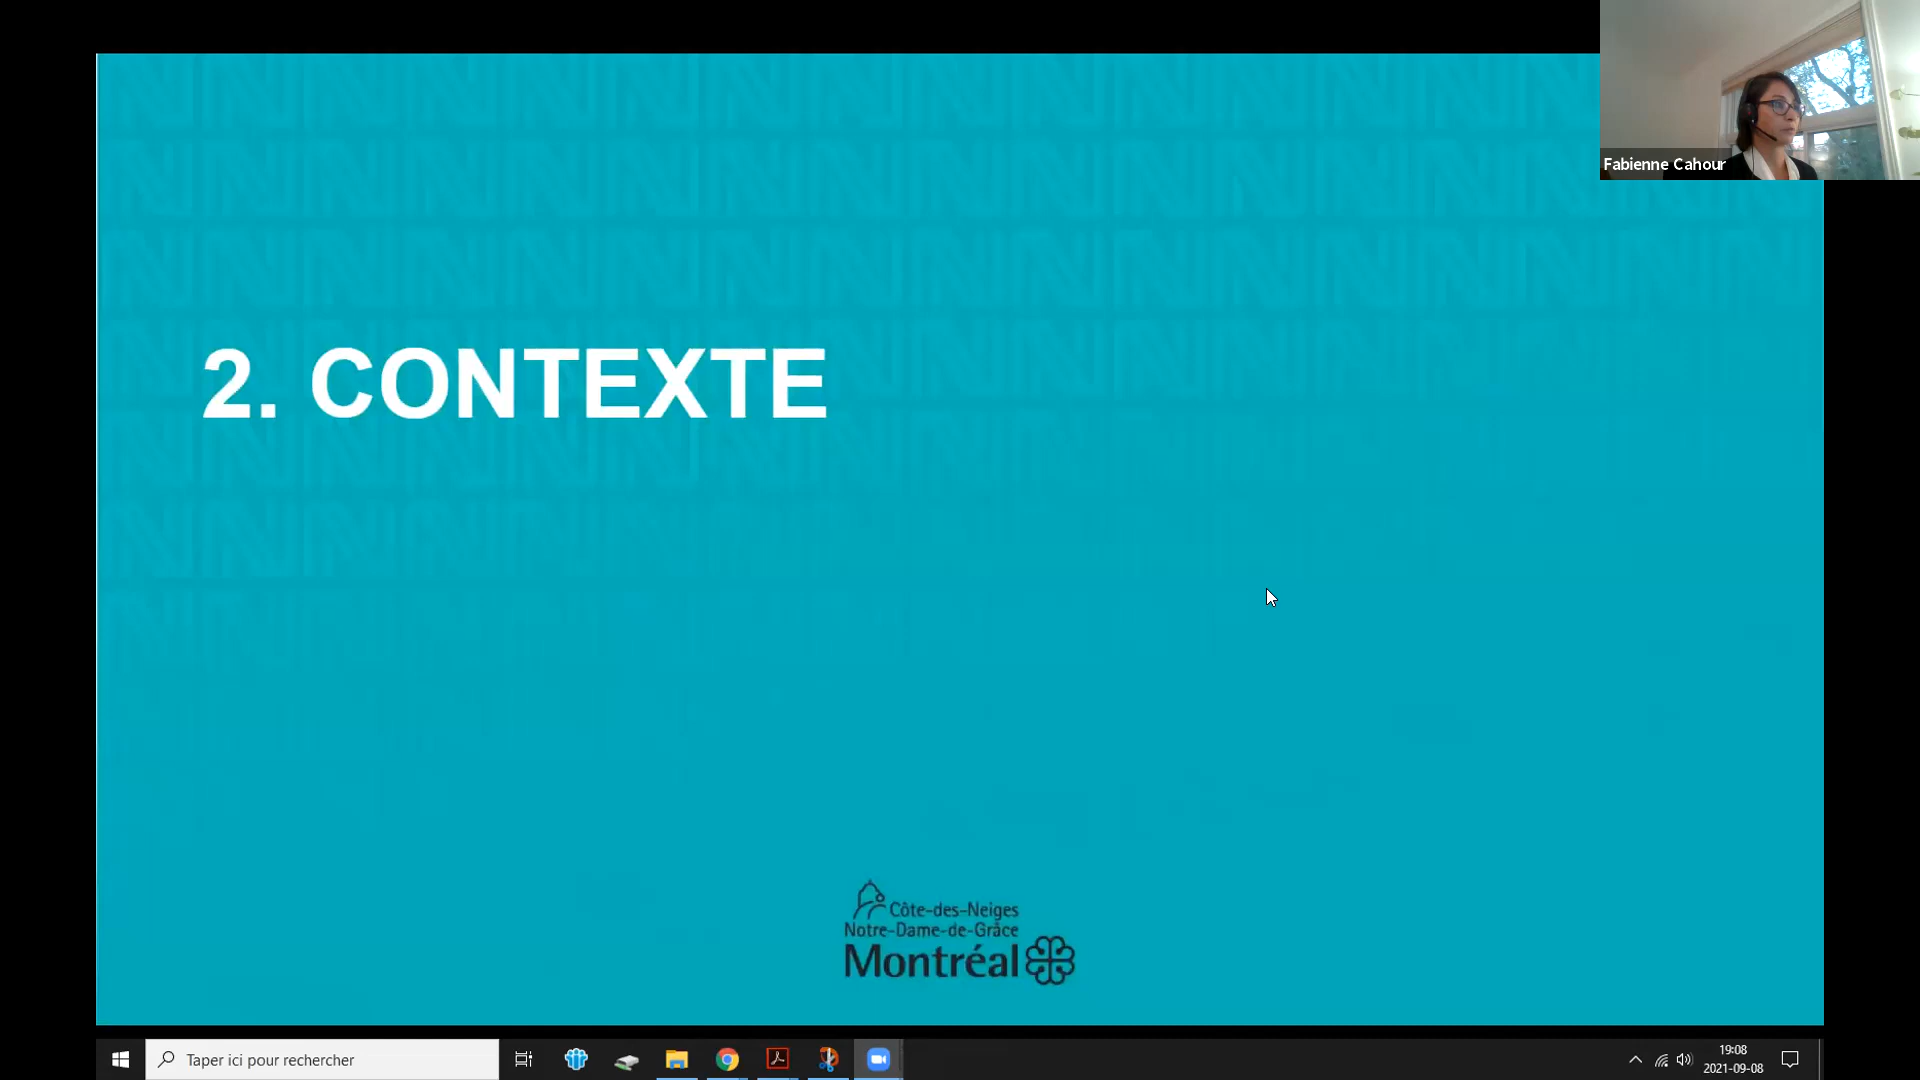 Fabienne Cahour
2. CONTEXTE
Côte-des-Neiges
Notre-Dame-de-Grâce
Montréal
Taper ici pour rechercher
19:08
2021-09-08